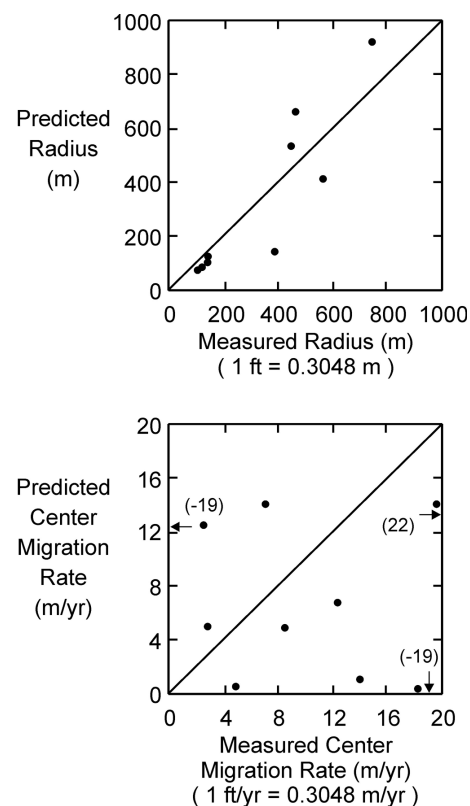 1000
800
Predicted
Radius
(m)
600
400
200
0
0 200 400 600 800 1000
Measured Radius (m)
( 1 ft = 0.3048 m )
20
16
Predicted
Center
Migration
Rate
(m/yr)
(-19)
(22)
12
8
4
(-19)
0
0 4 8 12 16 20
Measured Center
Migration Rate (m/yr)
( 1 ft/yr = 0.3048 m/yr )